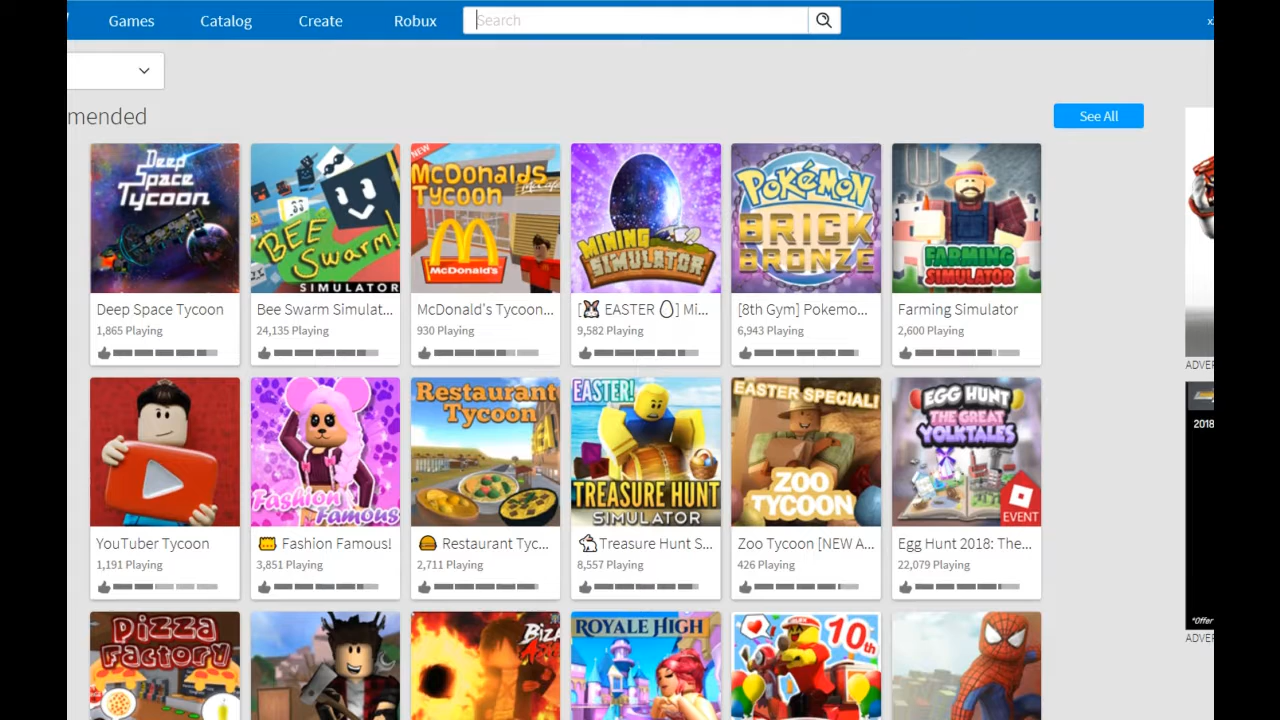 Games Catalog Create Robux Search
mended See All
Deep Space Tycoon
BEE Swarm! SIMULATOR
NEW McDonalds Tycoon McCafe McDonald's
MINING SIMULATOR
POKéMON BRICK BRONZE
FARMING SIMULATOR
Deep Space Tycoon
1,865 Playing
Bee Swarm Simulat...
24,135 Playing
McDonald's Tycoon...
930 Playing
[🐰 EASTER 🥚] Mi...
9,582 Playing
[8th Gym] Pokemo...
6,943 Playing
Farming Simulator
2,600 Playing
ADVER
2018
Fashion Famous
Restaurant Tycoon
EASTER! TREASURE HUNT SIMULATOR
EASTER SPECIAL! ZOO TYCOON
EGG HUNT THE GREAT YOLKTALES EVENT
YouTuber Tycoon
1,191 Playing
Fashion Famous!
3,851 Playing
🍔 Restaurant Tyc...
2,711 Playing
🐇Treasure Hunt S...
8,557 Playing
Zoo Tycoon [NEW A...
426 Playing
Egg Hunt 2018: The...
22,079 Playing
*Offer
ADVER
Pizza Factory
ROYALE HIGH
10th